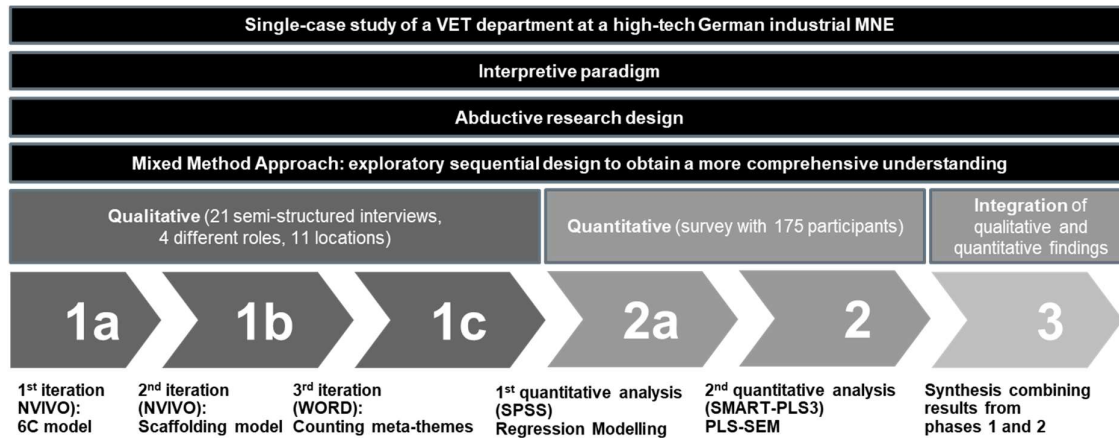 Single-case study of a VET department at a high-tech German industrial MNE
Interpretive paradigm
Abductive research design
Mixed Method Approach: exploratory sequential design to obtain a more comprehensive understanding
Qualitative (21 semi-structured interviews,
4 different roles, 11 locations)
Quantitative (survey with 175 participants)
Integration of
qualitative and
quantitative findings
1a
1b
1c
2a
2
3
1st iteration
NVIVO):
6C model
2nd iteration
(NVIVO):
Scaffolding model
3rd iteration
(WORD):
Counting meta-themes
1st quantitative analysis
(SPSS)
Regression Modelling
2nd quantitative analysis
(SMART-PLS3)
PLS-SEM
Synthesis combining
results from
phases 1 and 2